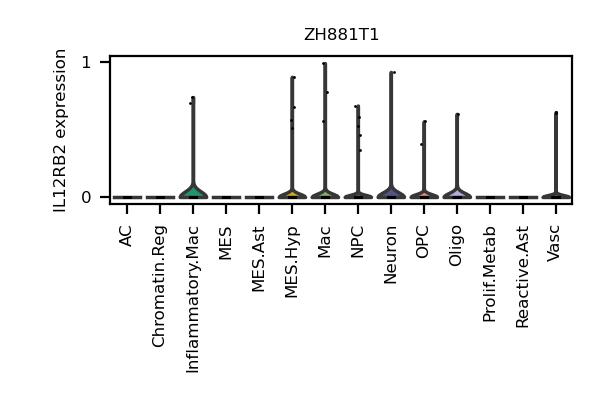 ZH881T1
IL12RB2 expression
1
0
AC
Chromatin.Reg
Inflammatory.Mac
MES
MES.Ast
MES.Hyp
Mac
NPC
Neuron
OPC
Oligo
Prolif.Metab
Reactive.Ast
Vasc